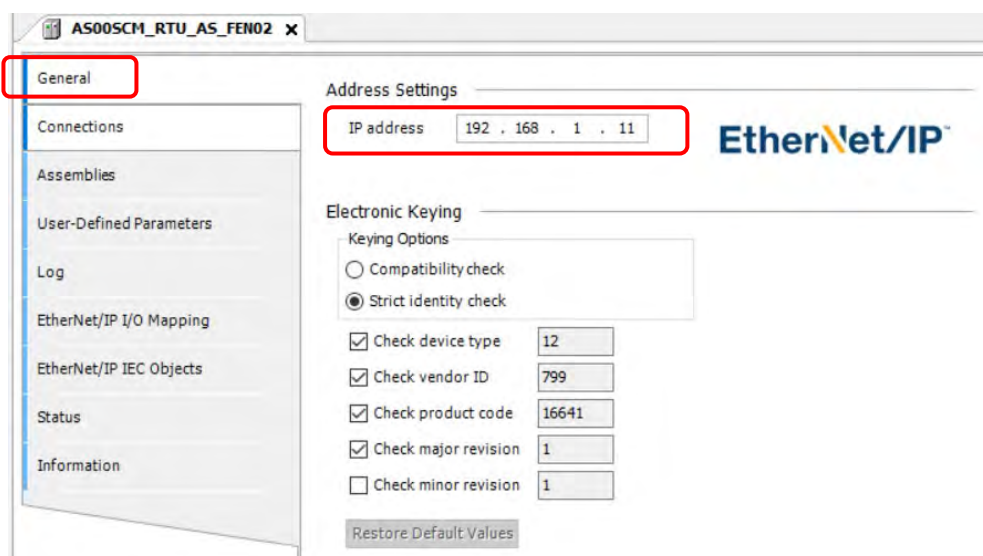 AS00SCM_RTU_AS_FEN02 x
General
Connections
Assemblies
User-Defined Parameters
Log
EtherNet/IP I/O Mapping
EtherNet/IP IEC Objects
Status
Information
Address Settings
IP address 192 . 168 . 1 . 11
EtherNet/IP™
Electronic Keying
Keying Options
Compatibility check
Strict identity check
Check device type 12
Check vendor ID 799
Check product code 16641
Check major revision 1
Check minor revision 1
Restore Default Values